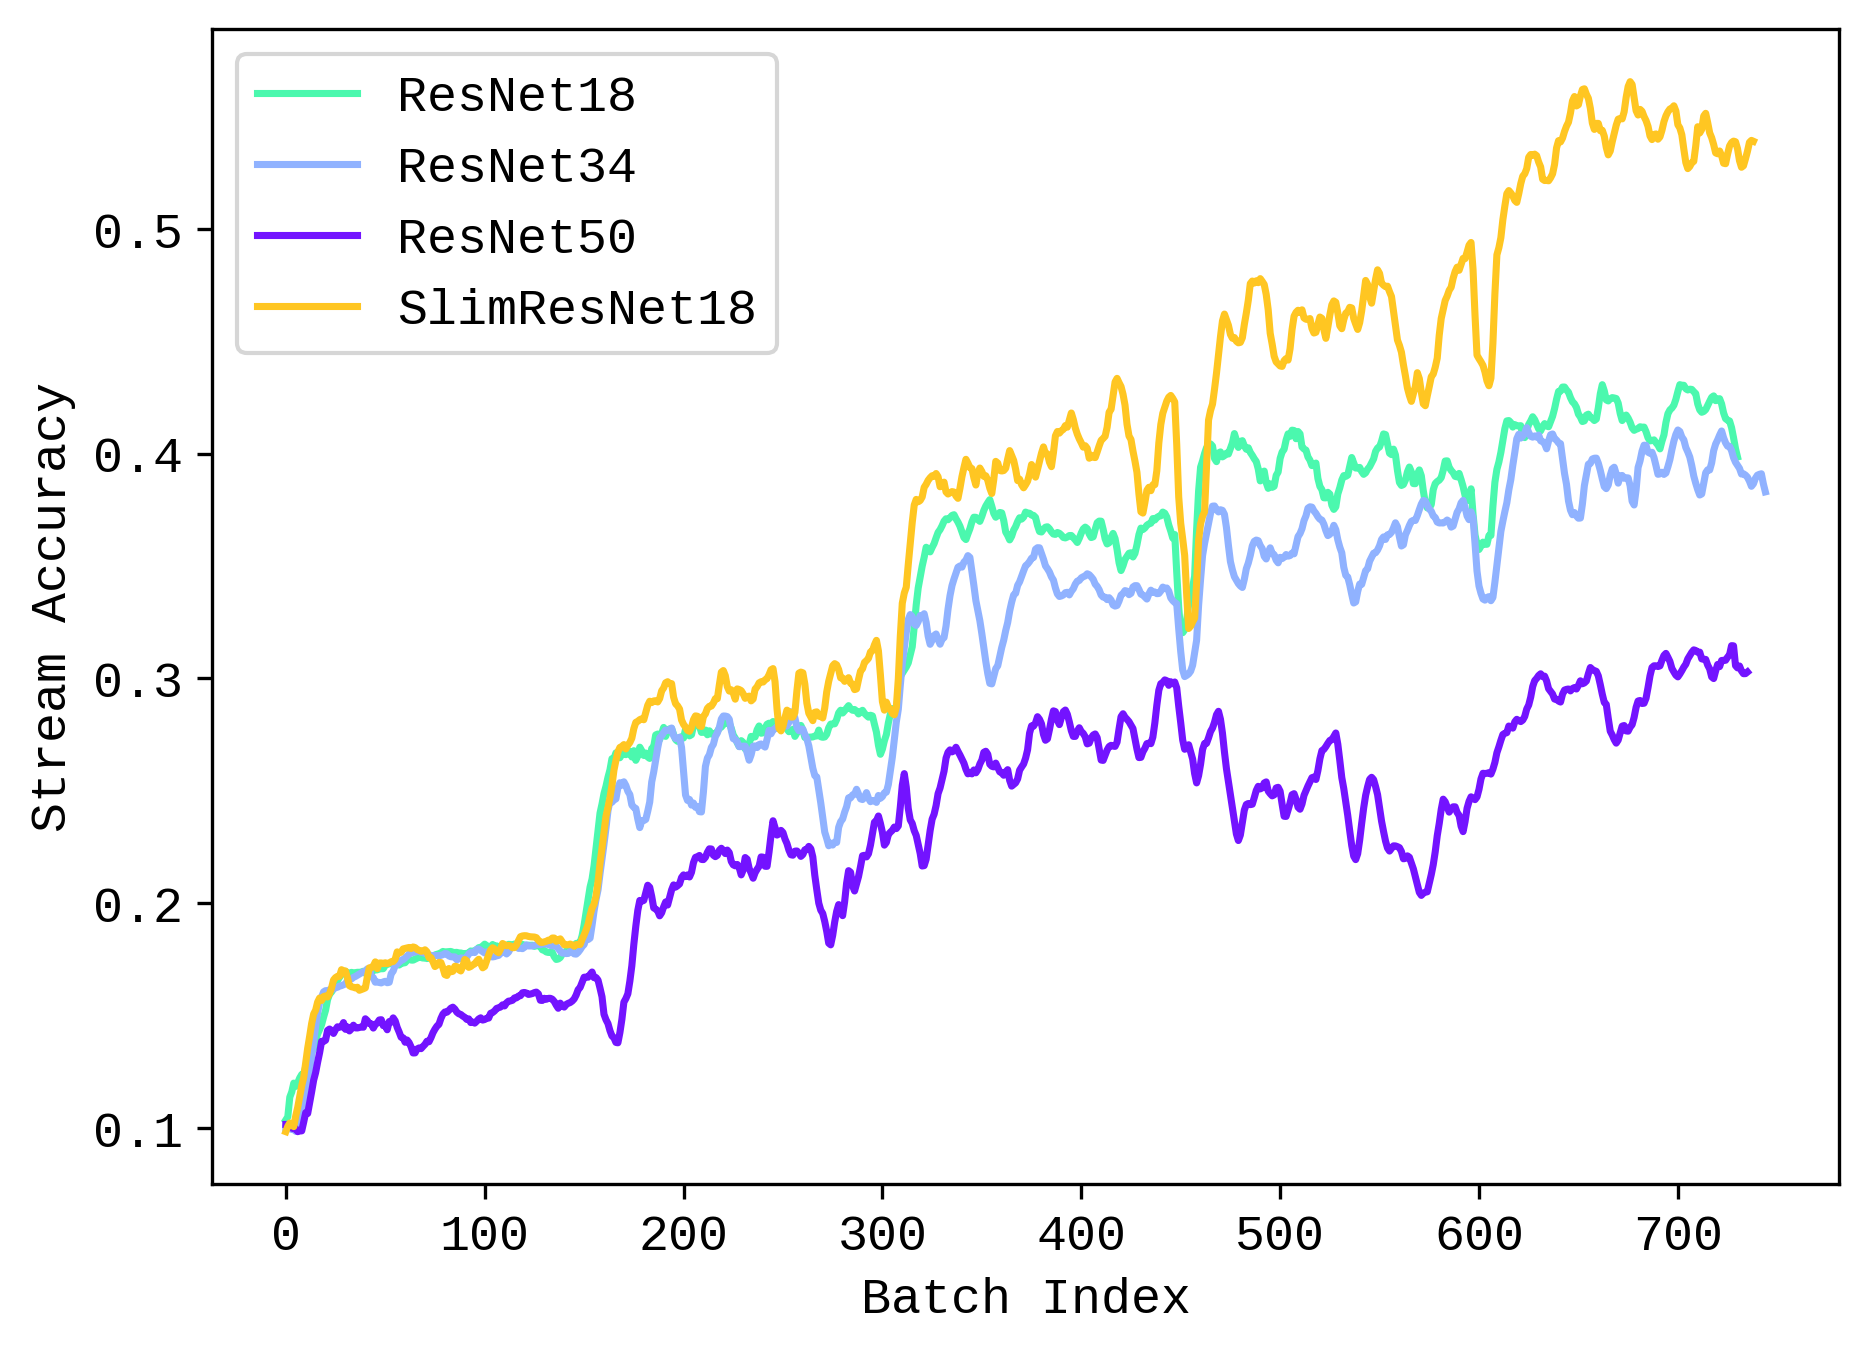 ResNet18
ResNet34
ResNet50
SlimResNet18
Stream Accuracy
0.5
0.4
0.3
0.2
0.1
0 100 200 300 400 500 600 700
Batch Index